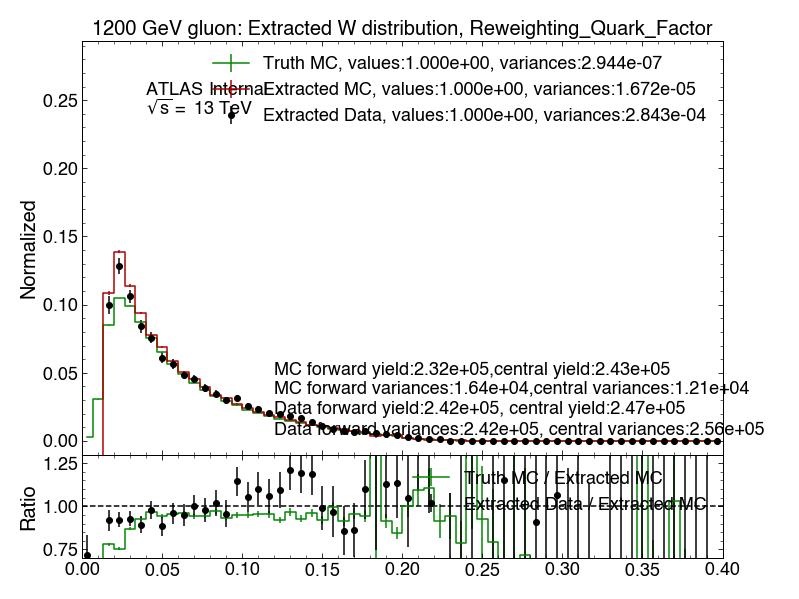 1200 GeV gluon: Extracted W distribution, Reweighting_Quark_Factor
Truth MC, values:1.000e+00, variances:2.944e-07
ATLAS Internal
Extracted MC, values:1.000e+00, variances:1.672e-05
√s = 13 TeV
Extracted Data, values:1.000e+00, variances:2.843e-04
Normalized
0.25
0.20
0.15
0.10
0.05
0.00
MC forward yield:2.32e+05,central yield:2.43e+05
MC forward variances:1.64e+04,central variances:1.21e+04
Data forward yield:2.42e+05, central yield:2.47e+05
Data forward variances:2.42e+05, central variances:2.56e+05
Ratio
1.25
1.00
0.75
Truth MC / Extracted MC
Extracted Data / Extracted MC
0.00 0.05 0.10 0.15 0.20 0.25 0.30 0.35 0.40